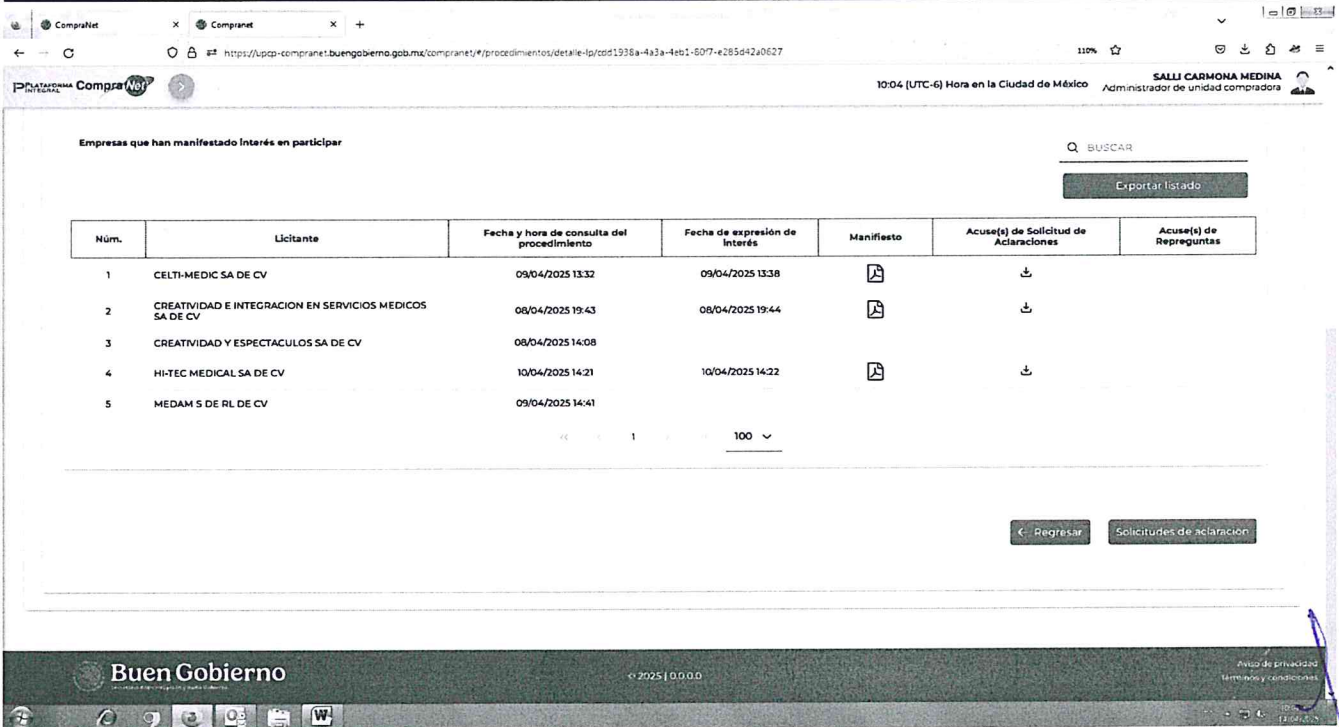 CompraNet
Compranet
https://upcp-compranet.buengobierno.gob.mx/compranet/#/procedimientos/detalle-lp/cdd1938a-4a3a-4eb1-80f7-e285d42a0627
110%
PLATAFORMA INTEGRAL CompraNet
10:04 (UTC-6) Hora en la Ciudad de México
SALLI CARMONA MEDINA
Administrador de unidad compradora
Empresas que han manifestado interés en participar
BUSCAR
Exportar listado
Núm. Licitante Fecha y hora de consulta del procedimiento Fecha de expresión de interés Manifiesto Acuse(s) de Solicitud de Aclaraciones Acuse(s) de Repreguntas
1 CELTI-MEDIC SA DE CV 09/04/2025 13:32 09/04/2025 13:38
2 CREATIVIDAD E INTEGRACION EN SERVICIOS MEDICOS SA DE CV 08/04/2025 19:43 08/04/2025 19:44
3 CREATIVIDAD Y ESPECTACULOS SA DE CV 08/04/2025 14:08
4 HI-TEC MEDICAL SA DE CV 10/04/2025 14:21 10/04/2025 14:22
5 MEDAM S DE RL DE CV 09/04/2025 14:41
1 100
Regresar
Solicitudes de aclaración
Buen Gobierno
© 2025 | 0.0.0.0
Aviso de privacidad
Términos y condiciones